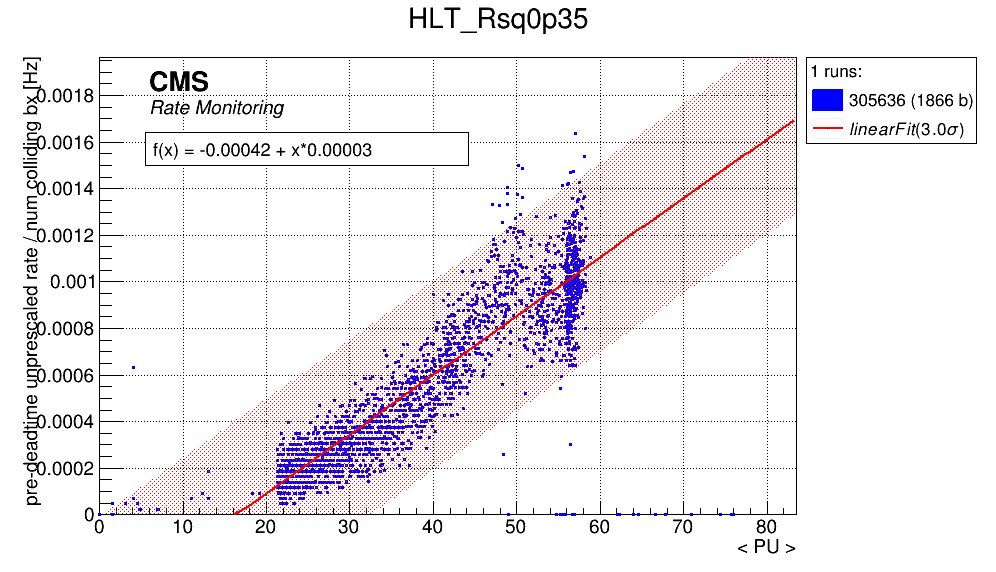 HLT_Rsq0p35
CMS
Rate Monitoring
f(x) = -0.00042 + x*0.00003
1 runs:
305636 (1866 b)
linearFit(3.0σ)
pre-deadtime unprescaled rate / num colliding bx [Hz]
0.0018
0.0016
0.0014
0.0012
0.001
0.0008
0.0006
0.0004
0.0002
0
0 10 20 30 40 50 60 70 80
< PU >